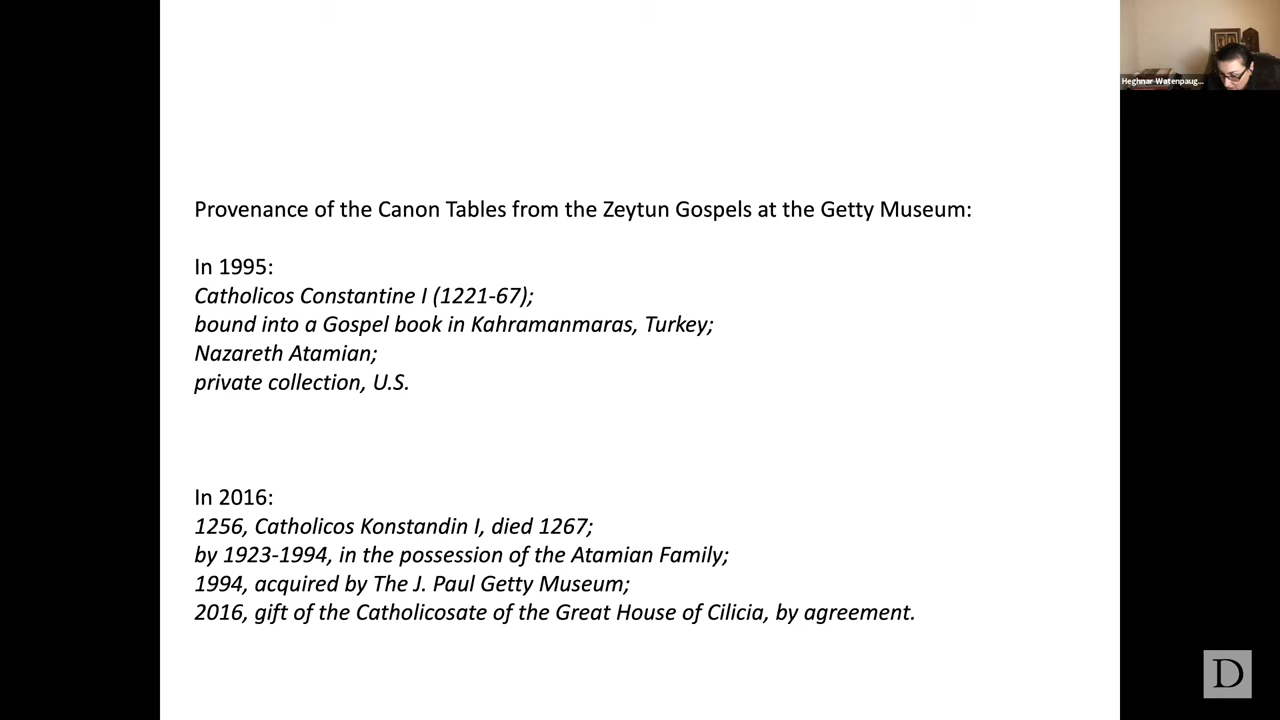 Heghnar Watenpaug...
Provenance of the Canon Tables from the Zeytun Gospels at the Getty Museum:
In 1995:
Catholicos Constantine I (1221-67);
bound into a Gospel book in Kahramanmaras, Turkey;
Nazareth Atamian;
private collection, U.S.
In 2016:
1256, Catholicos Konstandin I, died 1267;
by 1923-1994, in the possession of the Atamian Family;
1994, acquired by The J. Paul Getty Museum;
2016, gift of the Catholicosate of the Great House of Cilicia, by agreement.
D